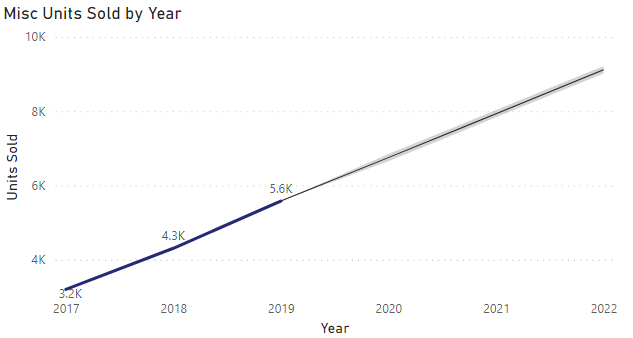 Misc Units Sold by Year
10K
8K
6K
4K
Units Sold
3.2K
4.3K
5.6K
2017 2018 2019 2020 2021 2022
Year